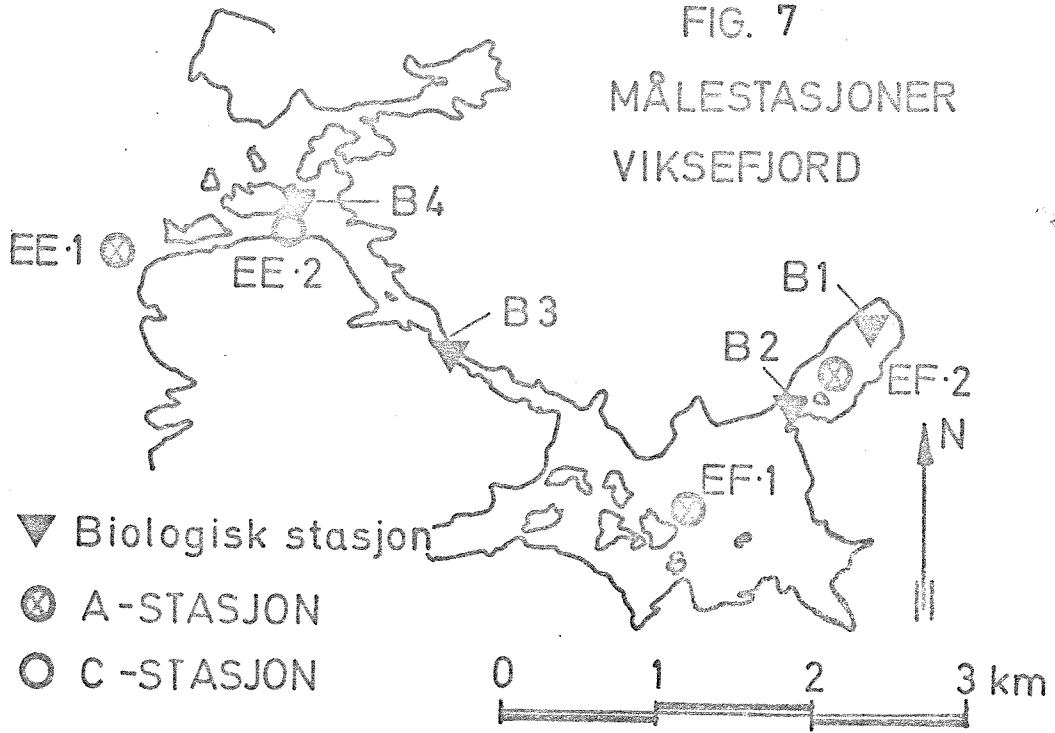 FIG. 7
MÅLESTASJONER
VIKSEFJORD
B4
EE·1
EE·2
B3
B1
B2
EF·2
N
EF·1
Biologisk stasjon
A-STASJON
C-STASJON
0 1 2 3 km